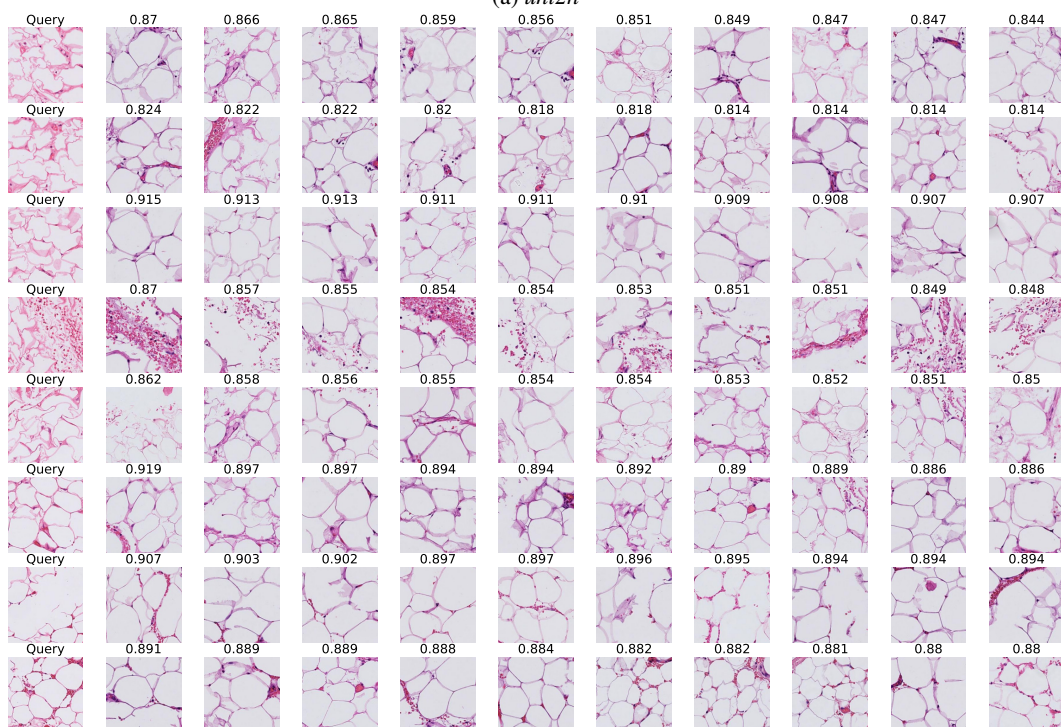 (a) uni2h
Query 0.87 0.866 0.865 0.859 0.856 0.851 0.849 0.847 0.847 0.844
Query 0.824 0.822 0.822 0.82 0.818 0.818 0.814 0.814 0.814 0.814
Query 0.915 0.913 0.913 0.911 0.911 0.91 0.909 0.908 0.907 0.907
Query 0.87 0.857 0.855 0.854 0.854 0.853 0.851 0.851 0.849 0.848
Query 0.862 0.858 0.856 0.855 0.854 0.854 0.853 0.852 0.851 0.85
Query 0.919 0.897 0.897 0.894 0.894 0.892 0.89 0.889 0.886 0.886
Query 0.907 0.903 0.902 0.897 0.897 0.896 0.895 0.894 0.894 0.894
Query 0.891 0.889 0.889 0.888 0.884 0.882 0.882 0.881 0.88 0.88